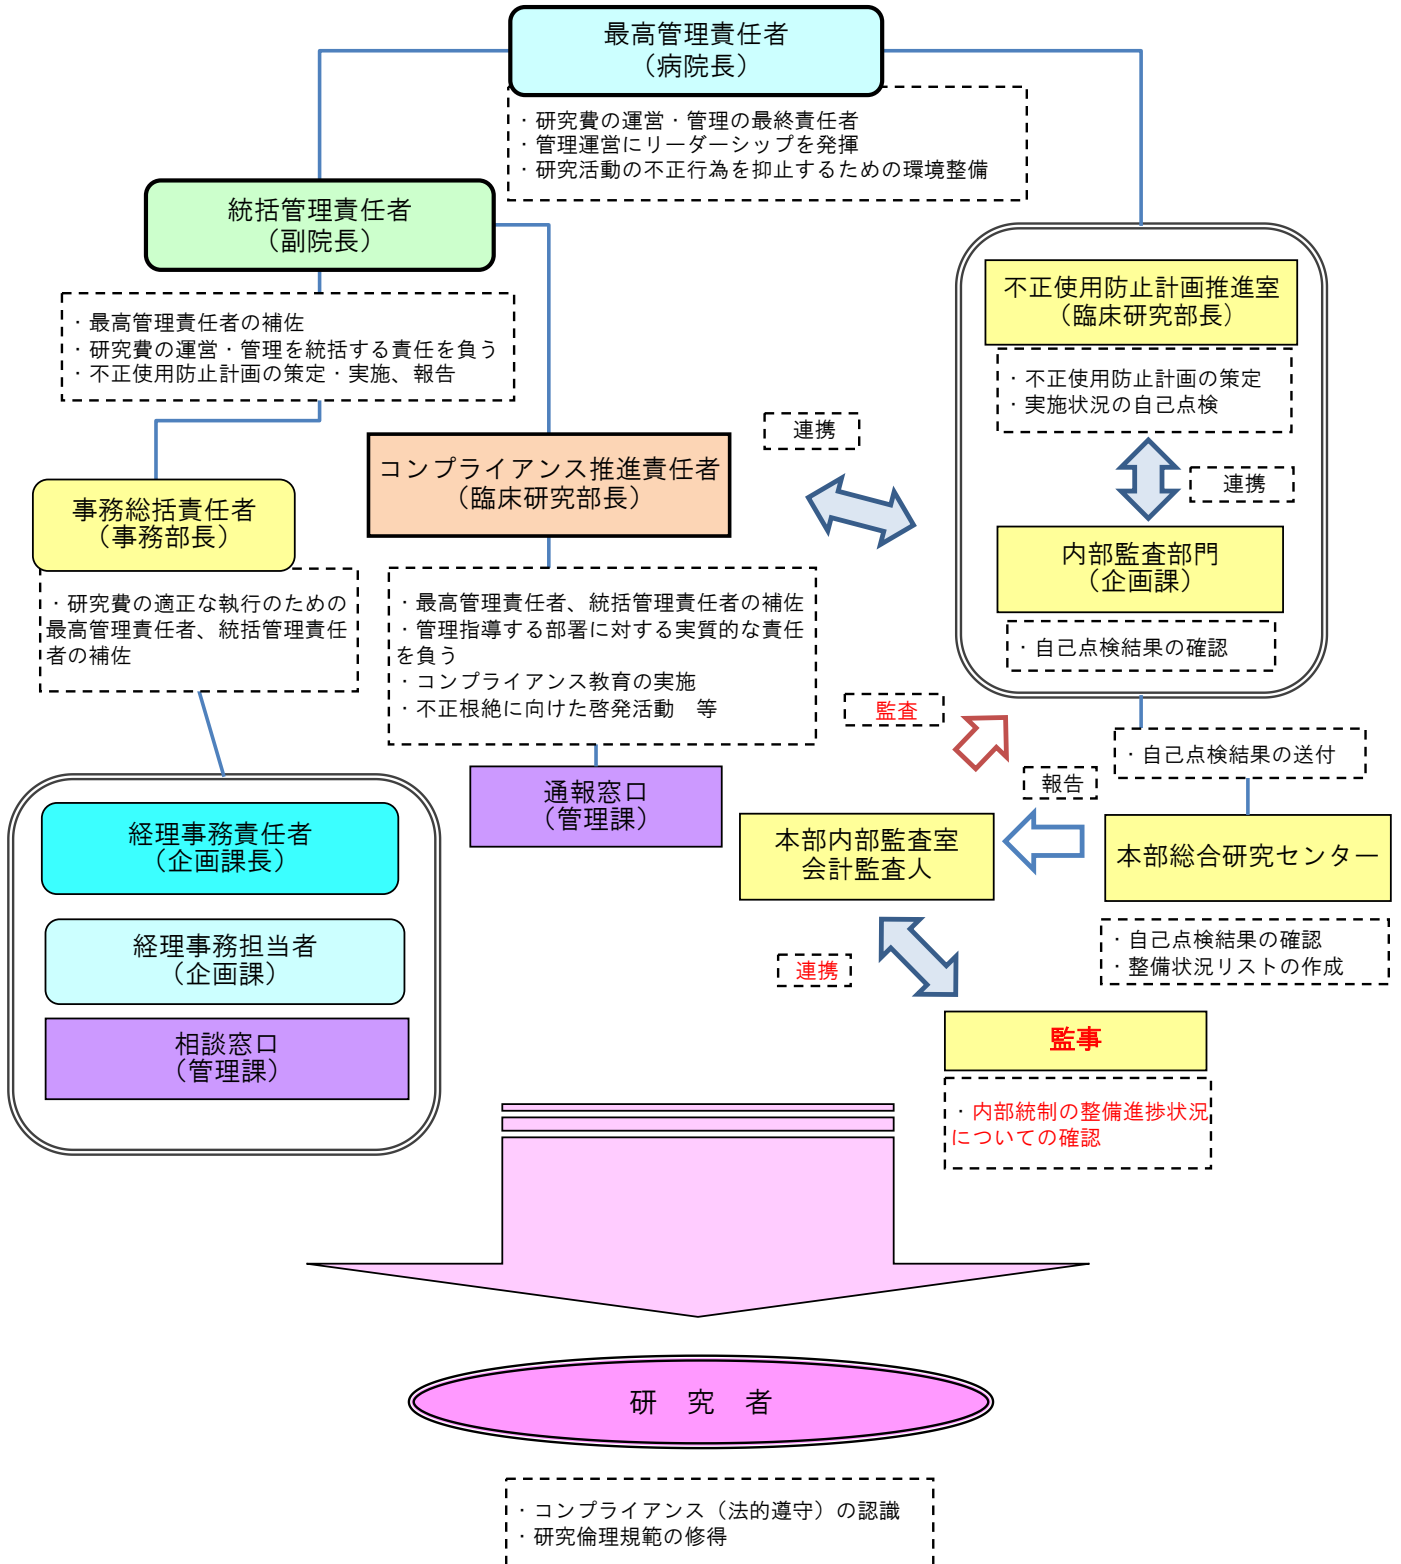 最高管理責任者
（病院長）
・研究費の運営・管理の最終責任者
・管理運営にリーダーシップを発揮
・研究活動の不正行為を抑止するための環境整備
統括管理責任者
（副院長）
・最高管理責任者の補佐
・研究費の運営・管理を統括する責任を負う
・不正使用防止計画の策定・実施、報告
不正使用防止計画推進室
（臨床研究部長）
・不正使用防止計画の策定
・実施状況の自己点検
連携
内部監査部門
（企画課）
・自己点検結果の確認
連携
コンプライアンス推進責任者
（臨床研究部長）
・最高管理責任者、統括管理責任者の補佐
・管理指導する部署に対する実質的な責任
を負う
・コンプライアンス教育の実施
・不正根絶に向けた啓発活動　等
事務総括責任者
（事務部長）
・研究費の適正な執行のための
最高管理責任者、統括管理責任
者の補佐
監査
・自己点検結果の送付
報告
通報窓口
（管理課）
経理事務責任者
（企画課長）
経理事務担当者
（企画課）
相談窓口
（管理課）
本部内部監査室
会計監査人
本部総合研究センター
・自己点検結果の確認
・整備状況リストの作成
連携
監事
・内部統制の整備進捗状況
についての確認
研　究　者
・コンプライアンス（法的遵守）の認識
・研究倫理規範の修得